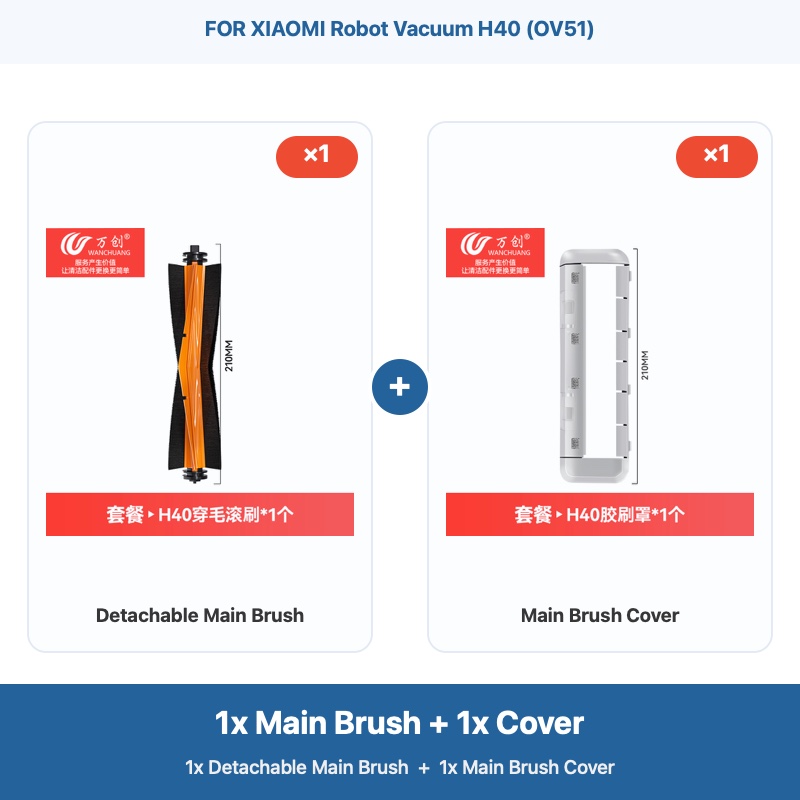 FOR XIAOMI Robot Vacuum H40 (OV51)
×1
×1
万创®
WANCHUANG
服务产生价值
让清洁配件更换更简单
210MM
套餐▸H40穿毛滚刷*1个
Detachable Main Brush
+
万创®
WANCHUANG
服务产生价值
让清洁配件更换更简单
210MM
套餐▸H40胶刷罩*1个
Main Brush Cover
1x Main Brush + 1x Cover
1x Detachable Main Brush + 1x Main Brush Cover